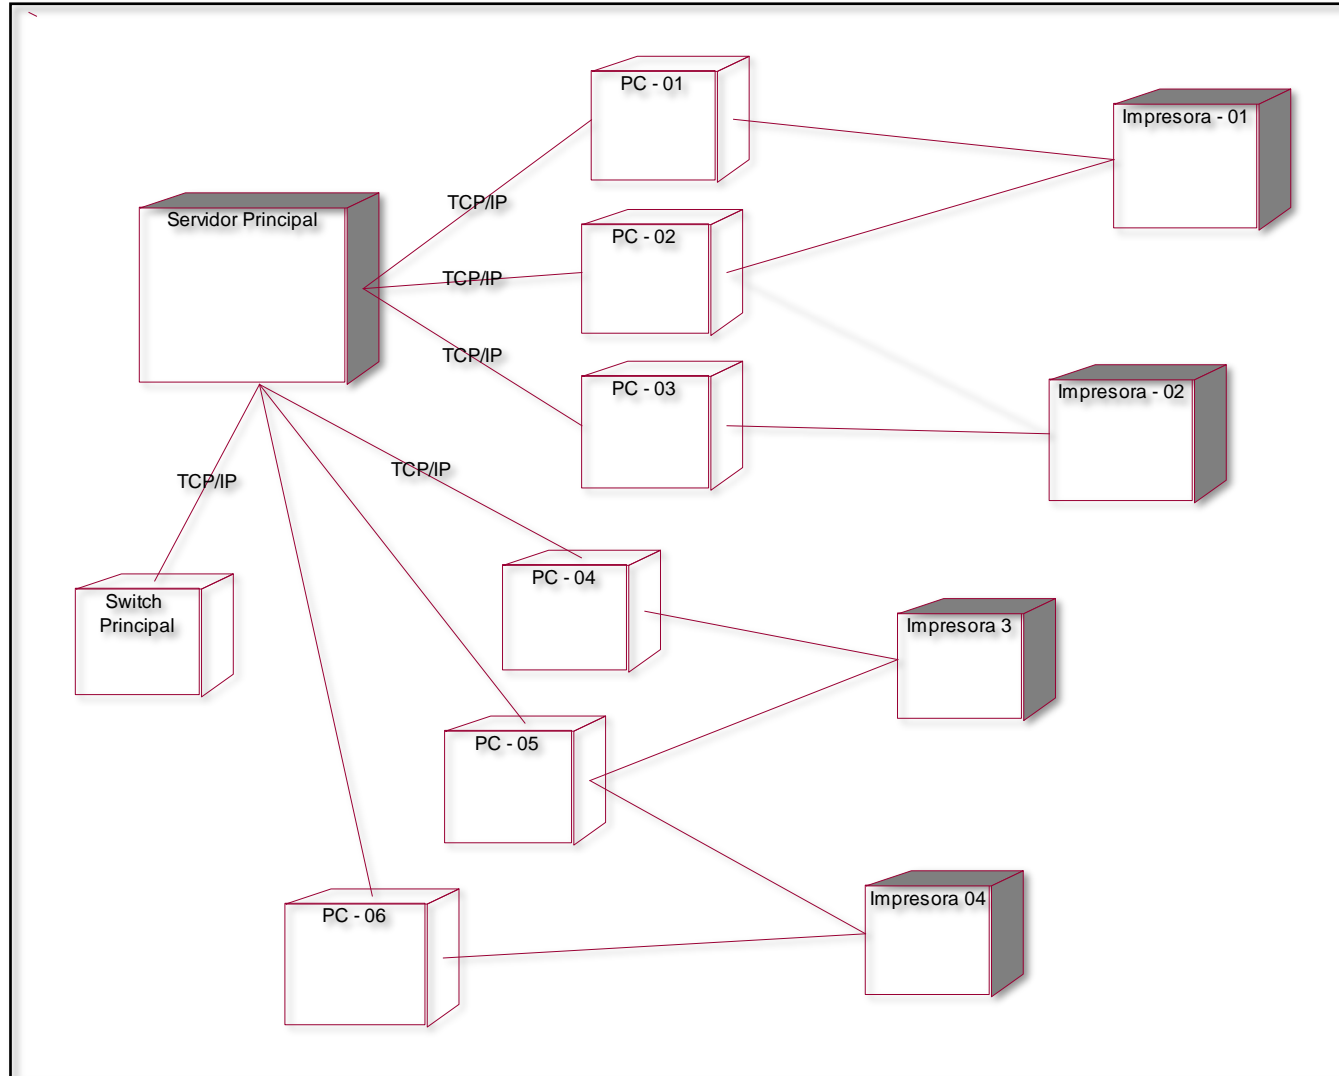 PC - 01
Impresora - 01
TCP/IP
Servidor Principal
PC - 02
TCP/IP
TCP/IP
PC - 03
Impresora - 02
TCP/IP
TCP/IP
PC - 04
Switch
Principal
Impresora 3
PC - 05
Impresora 04
PC - 06